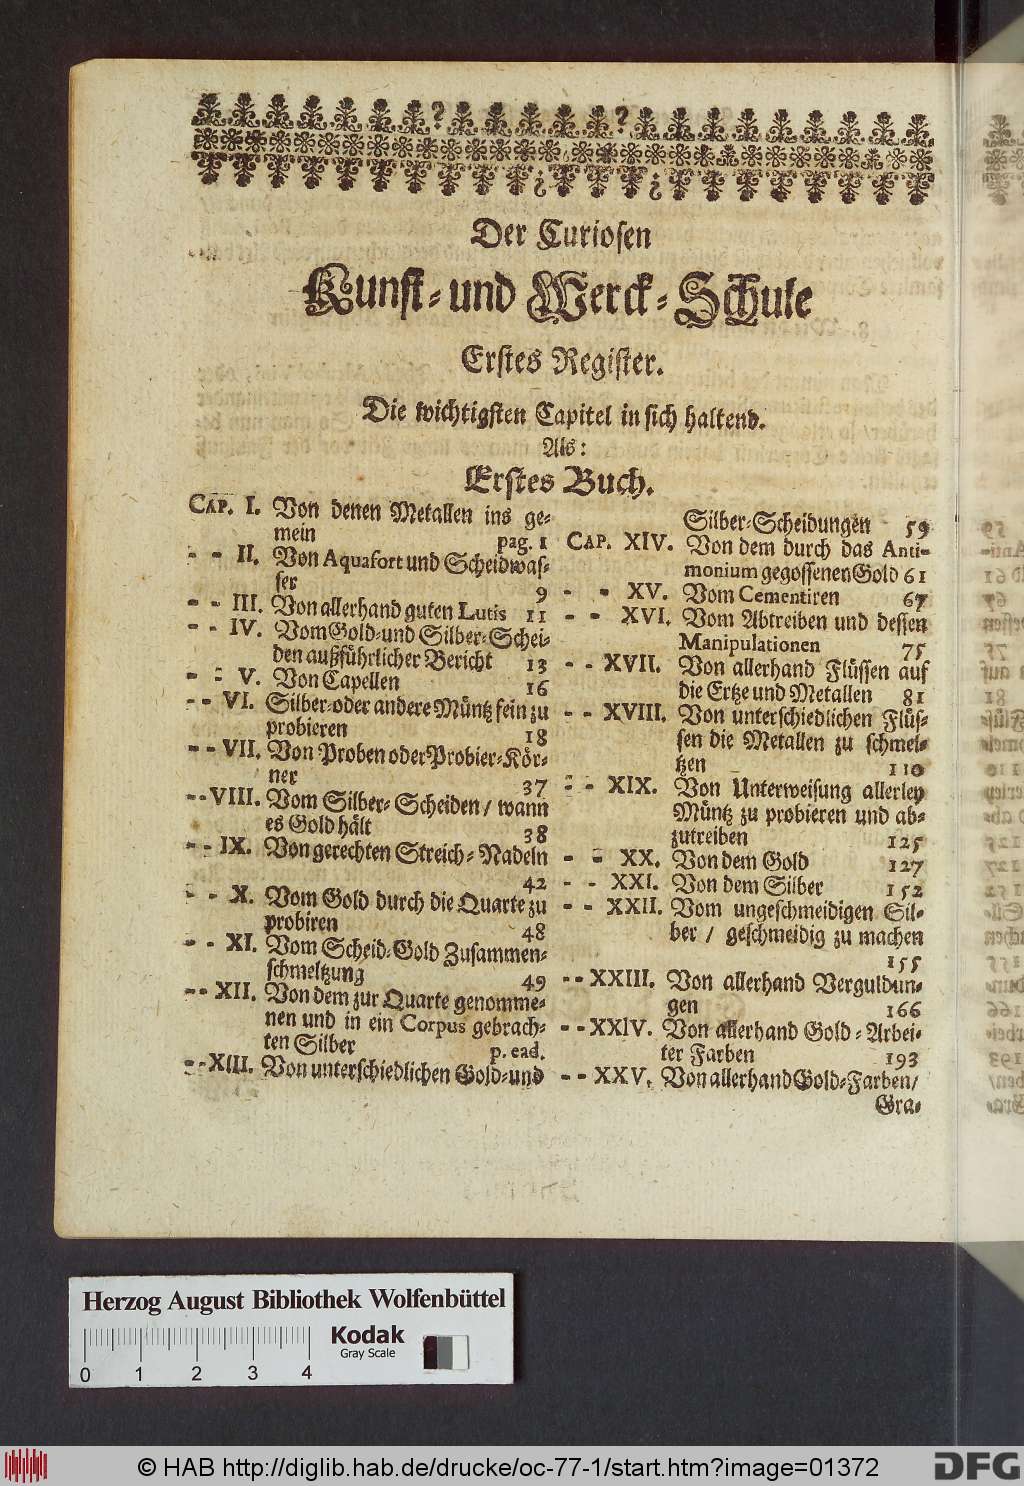 Der Curiosen
Kunst- und Werck-Schule
Erstes Register.
Die wichtigsten Capitel in sich haltend.
Als:
Erstes Buch.
CAP. I. Von denen Metallen ins ge-
mein pag. 1
- - II. Von Aquafort und Scheidwas-
ser 9
- - III. Von allerhand guten Lutis 11
- - IV. Vom Gold- und Silber-Schei-
den außführlicher Bericht 13
- - V. Von Capellen 16
- - VI. Silber- oder andere Müntz fein zu
probieren 18
- - VII. Von Proben oder Probier-Kör-
ner 37
- - VIII. Vom Silber-Scheiden / wann
es Gold hält 38
- - IX. Von gerechten Streich-Nadeln
42
- - X. Vom Gold durch die Quarte zu
probiren 48
- - XI. Vom Scheid-Gold Zusammen-
schmeltzung 49
- - XII. Von dem zur Quarte genomme-
nen und in ein Corpus gebrach-
ten Silber p. ead.
- - XIII. Von unterschiedlichen Gold- und
Silber-Scheidungen 59
CAP. XIV. Von dem durch das Anti-
monium gegossenen Gold 61
- - XV. Vom Cementiren 67
- - XVI. Vom Abtreiben und dessen
Manipulationen 75
- - XVII. Von allerhand Flüssen auf
die Ertze und Metallen 81
- - XVIII. Von unterschiedlichen Flüs-
sen die Metallen zu schmel-
tzen 110
- - XIX. Von Unterweisung allerley
Müntz zu probieren und ab-
zutreiben 125
- - XX. Von dem Gold 127
- - XXI. Von dem Silber 152
- - XXII. Vom ungeschmeidigen Sil-
ber / geschmeidig zu machen
155
- - XXIII. Von allerhand Verguldun-
gen 166
- - XXIV. Von allerhand Gold-Arbei-
ter Farben 193
- - XXV. Von allerhand Gold-Farben/
Gra-
Herzog August Bibliothek Wolfenbüttel
Kodak
Gray Scale
0 1 2 3 4
© HAB http://diglib.hab.de/drucke/oc-77-1/start.htm?image=01372
DFG